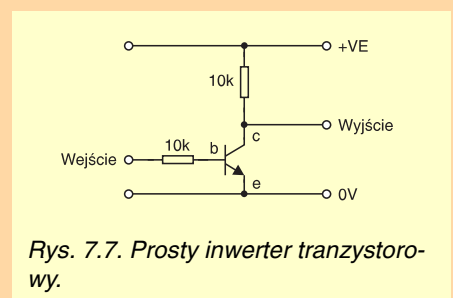 +VE
10k
c
Wyjście
10k
b
Wejście
e
0V
Rys. 7.7. Prosty inwerter tranzystoro-
wy.